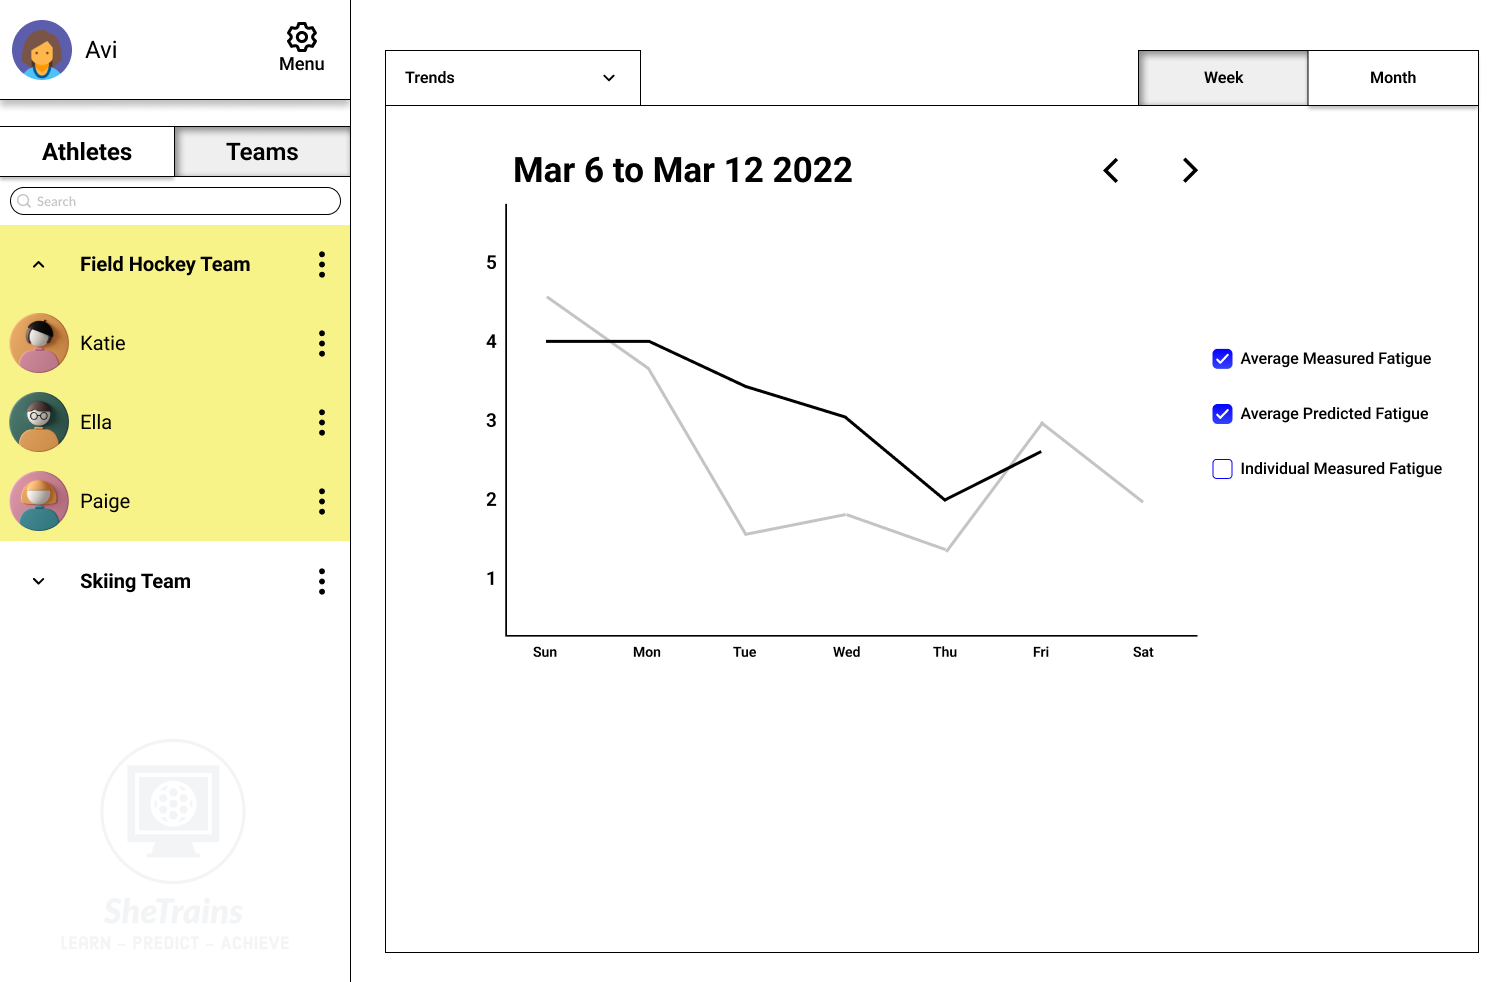 Avi
Menu
Athletes
Teams
Search
Field Hockey Team
Katie
Ella
Paige
Skiing Team
SheTrains
LEARN - PREDICT - ACHIEVE
Trends
Week
Month
Mar 6 to Mar 12 2022
5
4
3
2
1
Sun Mon Tue Wed Thu Fri Sat
Average Measured Fatigue
Average Predicted Fatigue
Individual Measured Fatigue